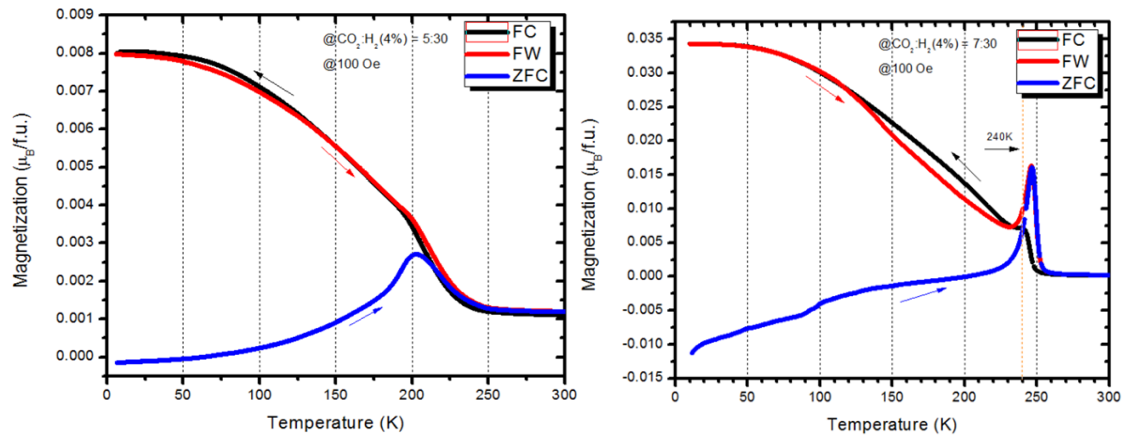 @CO₂:H₂(4%) = 5:30
@100 Oe
FC
FW
ZFC
Magnetization (μB/f.u.)
0.009
0.008
0.007
0.006
0.005
0.004
0.003
0.002
0.001
0.000
0 50 100 150 200 250 300
Temperature (K)
@CO₂:H₂(4%) = 7:30
@100 Oe
FC
FW
ZFC
240K
Magnetization (μB/f.u.)
0.035
0.030
0.025
0.020
0.015
0.010
0.005
0.000
-0.005
-0.010
-0.015
0 50 100 150 200 250 300
Temperature (K)